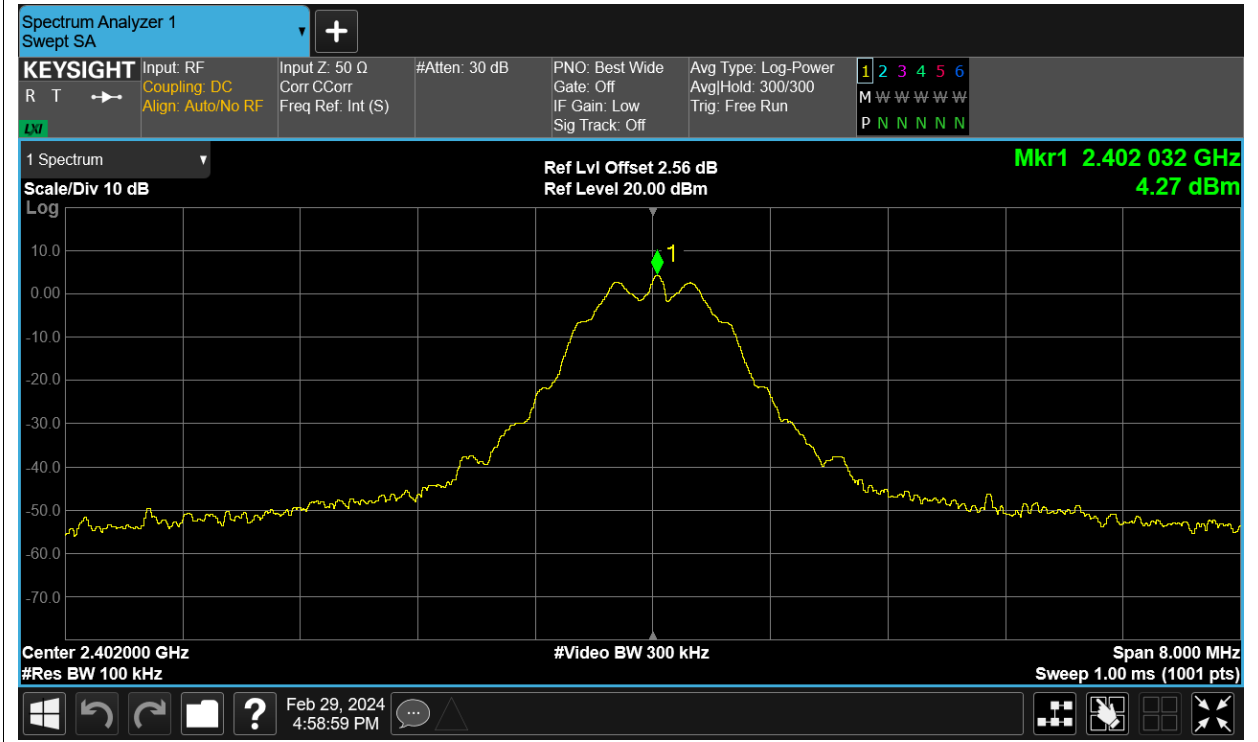 Spectrum Analyzer 1
Swept SA
+
KEYSIGHT
R T
LXI
Input: RF
Coupling: DC
Align: Auto/No RF
Input Z: 50 Ω
Corr CCorr
Freq Ref: Int (S)
#Atten: 30 dB
PNO: Best Wide
Gate: Off
IF Gain: Low
Sig Track: Off
Avg Type: Log-Power
Avg|Hold: 300/300
Trig: Free Run
1 2 3 4 5 6
M W W W W W
P N N N N N
1 Spectrum
Scale/Div 10 dB
Log
Ref Lvl Offset 2.56 dB
Ref Level 20.00 dBm
Mkr1 2.402 032 GHz
4.27 dBm
1
10.0
0.00
-10.0
-20.0
-30.0
-40.0
-50.0
-60.0
-70.0
Center 2.402000 GHz
#Res BW 100 kHz
#Video BW 300 kHz
Span 8.000 MHz
Sweep 1.00 ms (1001 pts)
?
Feb 29, 2024
4:58:59 PM